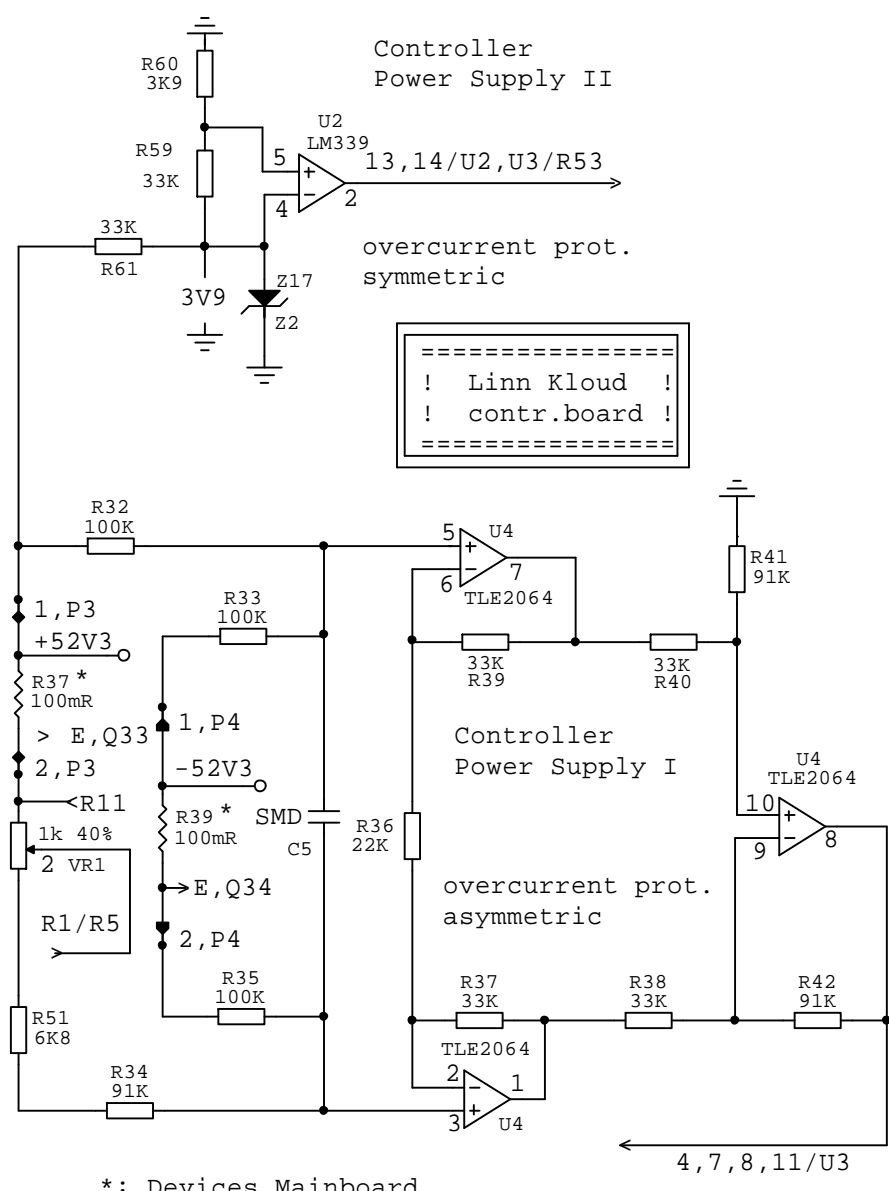 Controller
Power Supply II
R60
3K9
U2
LM339
R59
33K
5
+
−
4
2
13,14/U2,U3/R53
33K
R61
overcurrent prot.
symmetric
3V9
Z17
Z2
================
! Linn Kloud !
! contr.board !
================
R32
100K
5
+
−
6
7
U4
TLE2064
R41
91K
R33
100K
1,P3
+52V3
33K
R39
33K
R40
R37 *
100mR
1,P4
> E,Q33
2,P3
-52V3
Controller
Power Supply I
U4
TLE2064
<R11
R39 *
100mR
SMD
C5
R36
22K
10
+
−
9
8
1k 40%
2 VR1
E,Q34
overcurrent prot.
asymmetric
R1/R5
2,P4
R35
100K
R37
33K
R38
33K
R42
91K
R51
6K8
TLE2064
R34
91K
2
−
+
3
1
U4
4,7,8,11/U3
*: Devices Mainboard